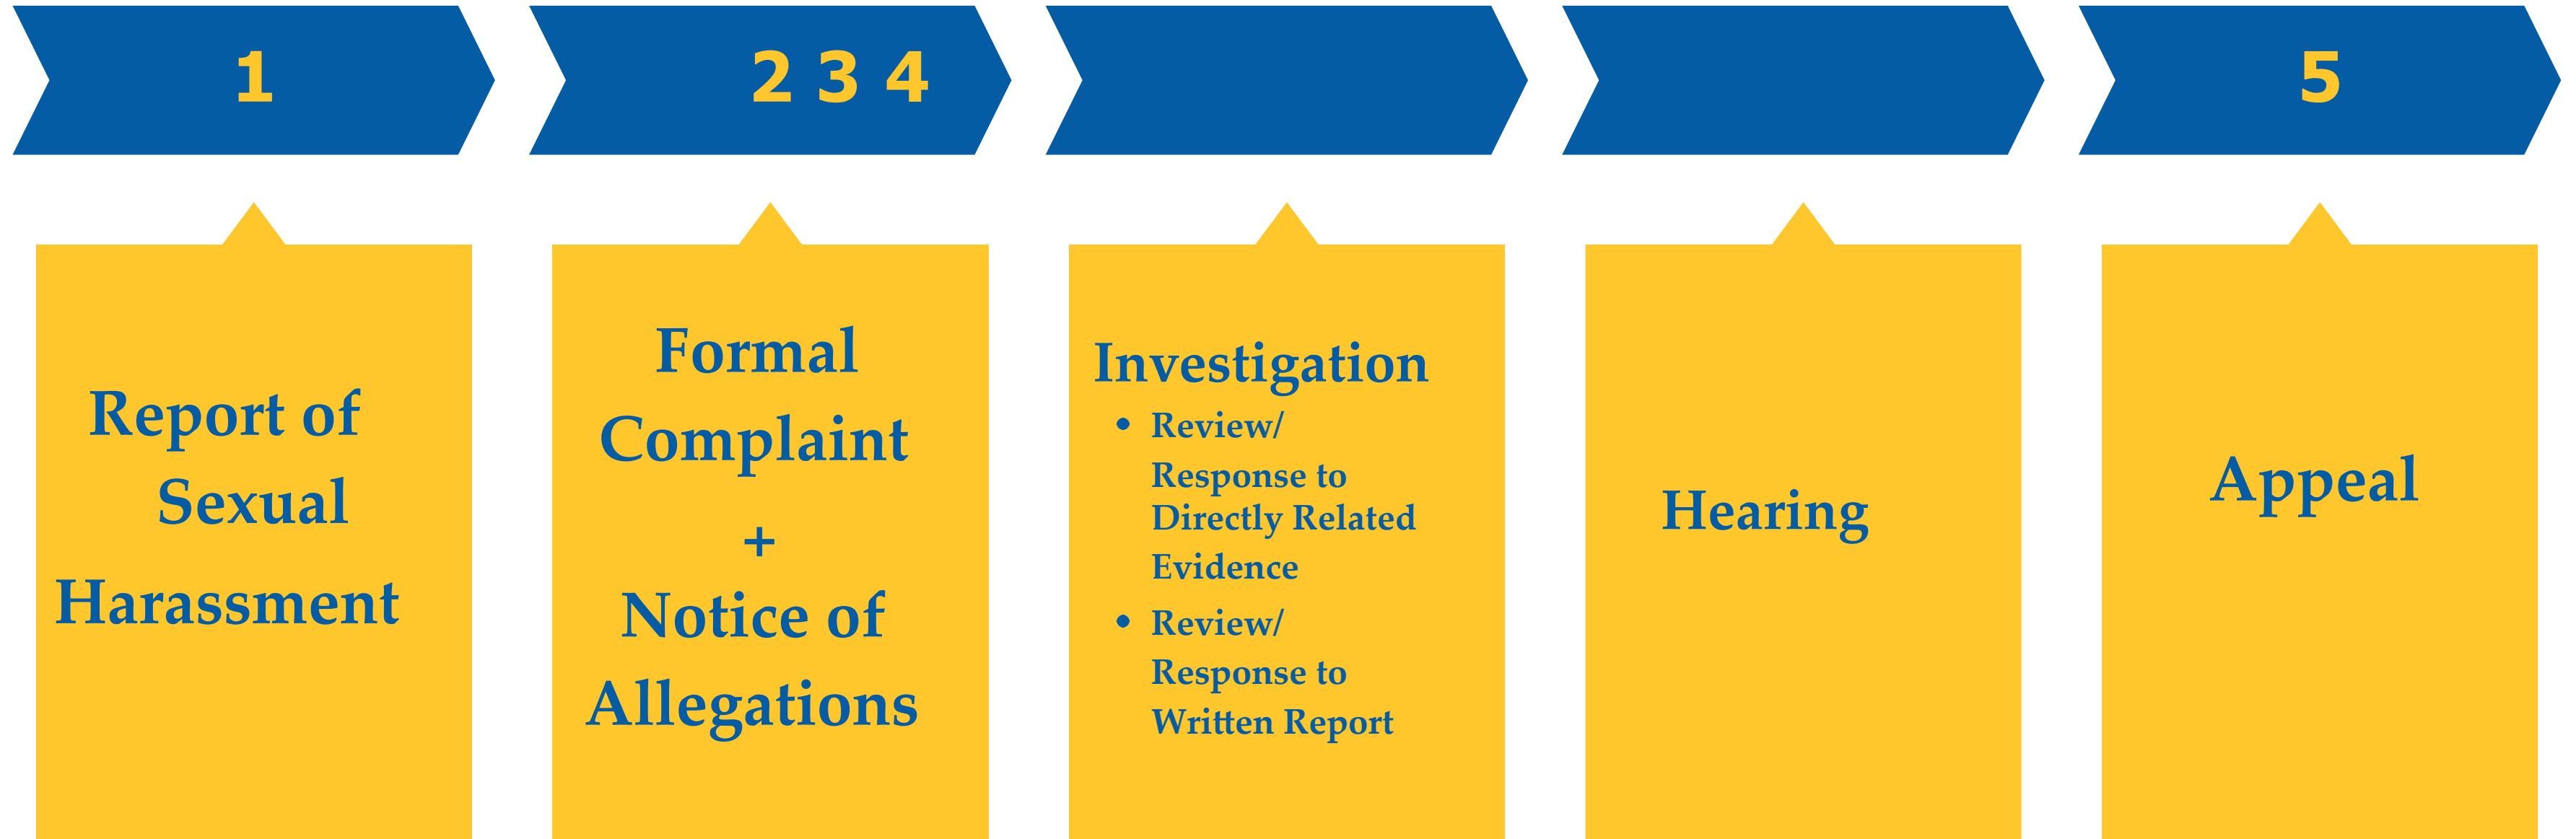 1
2 3 4
5
Report of
Sexual
Harassment
Formal
Complaint
+
Notice of
Allegations
Investigation
• Review/
Response to
Directly Related
Evidence
• Review/
Response to
Written Report
Hearing
Appeal